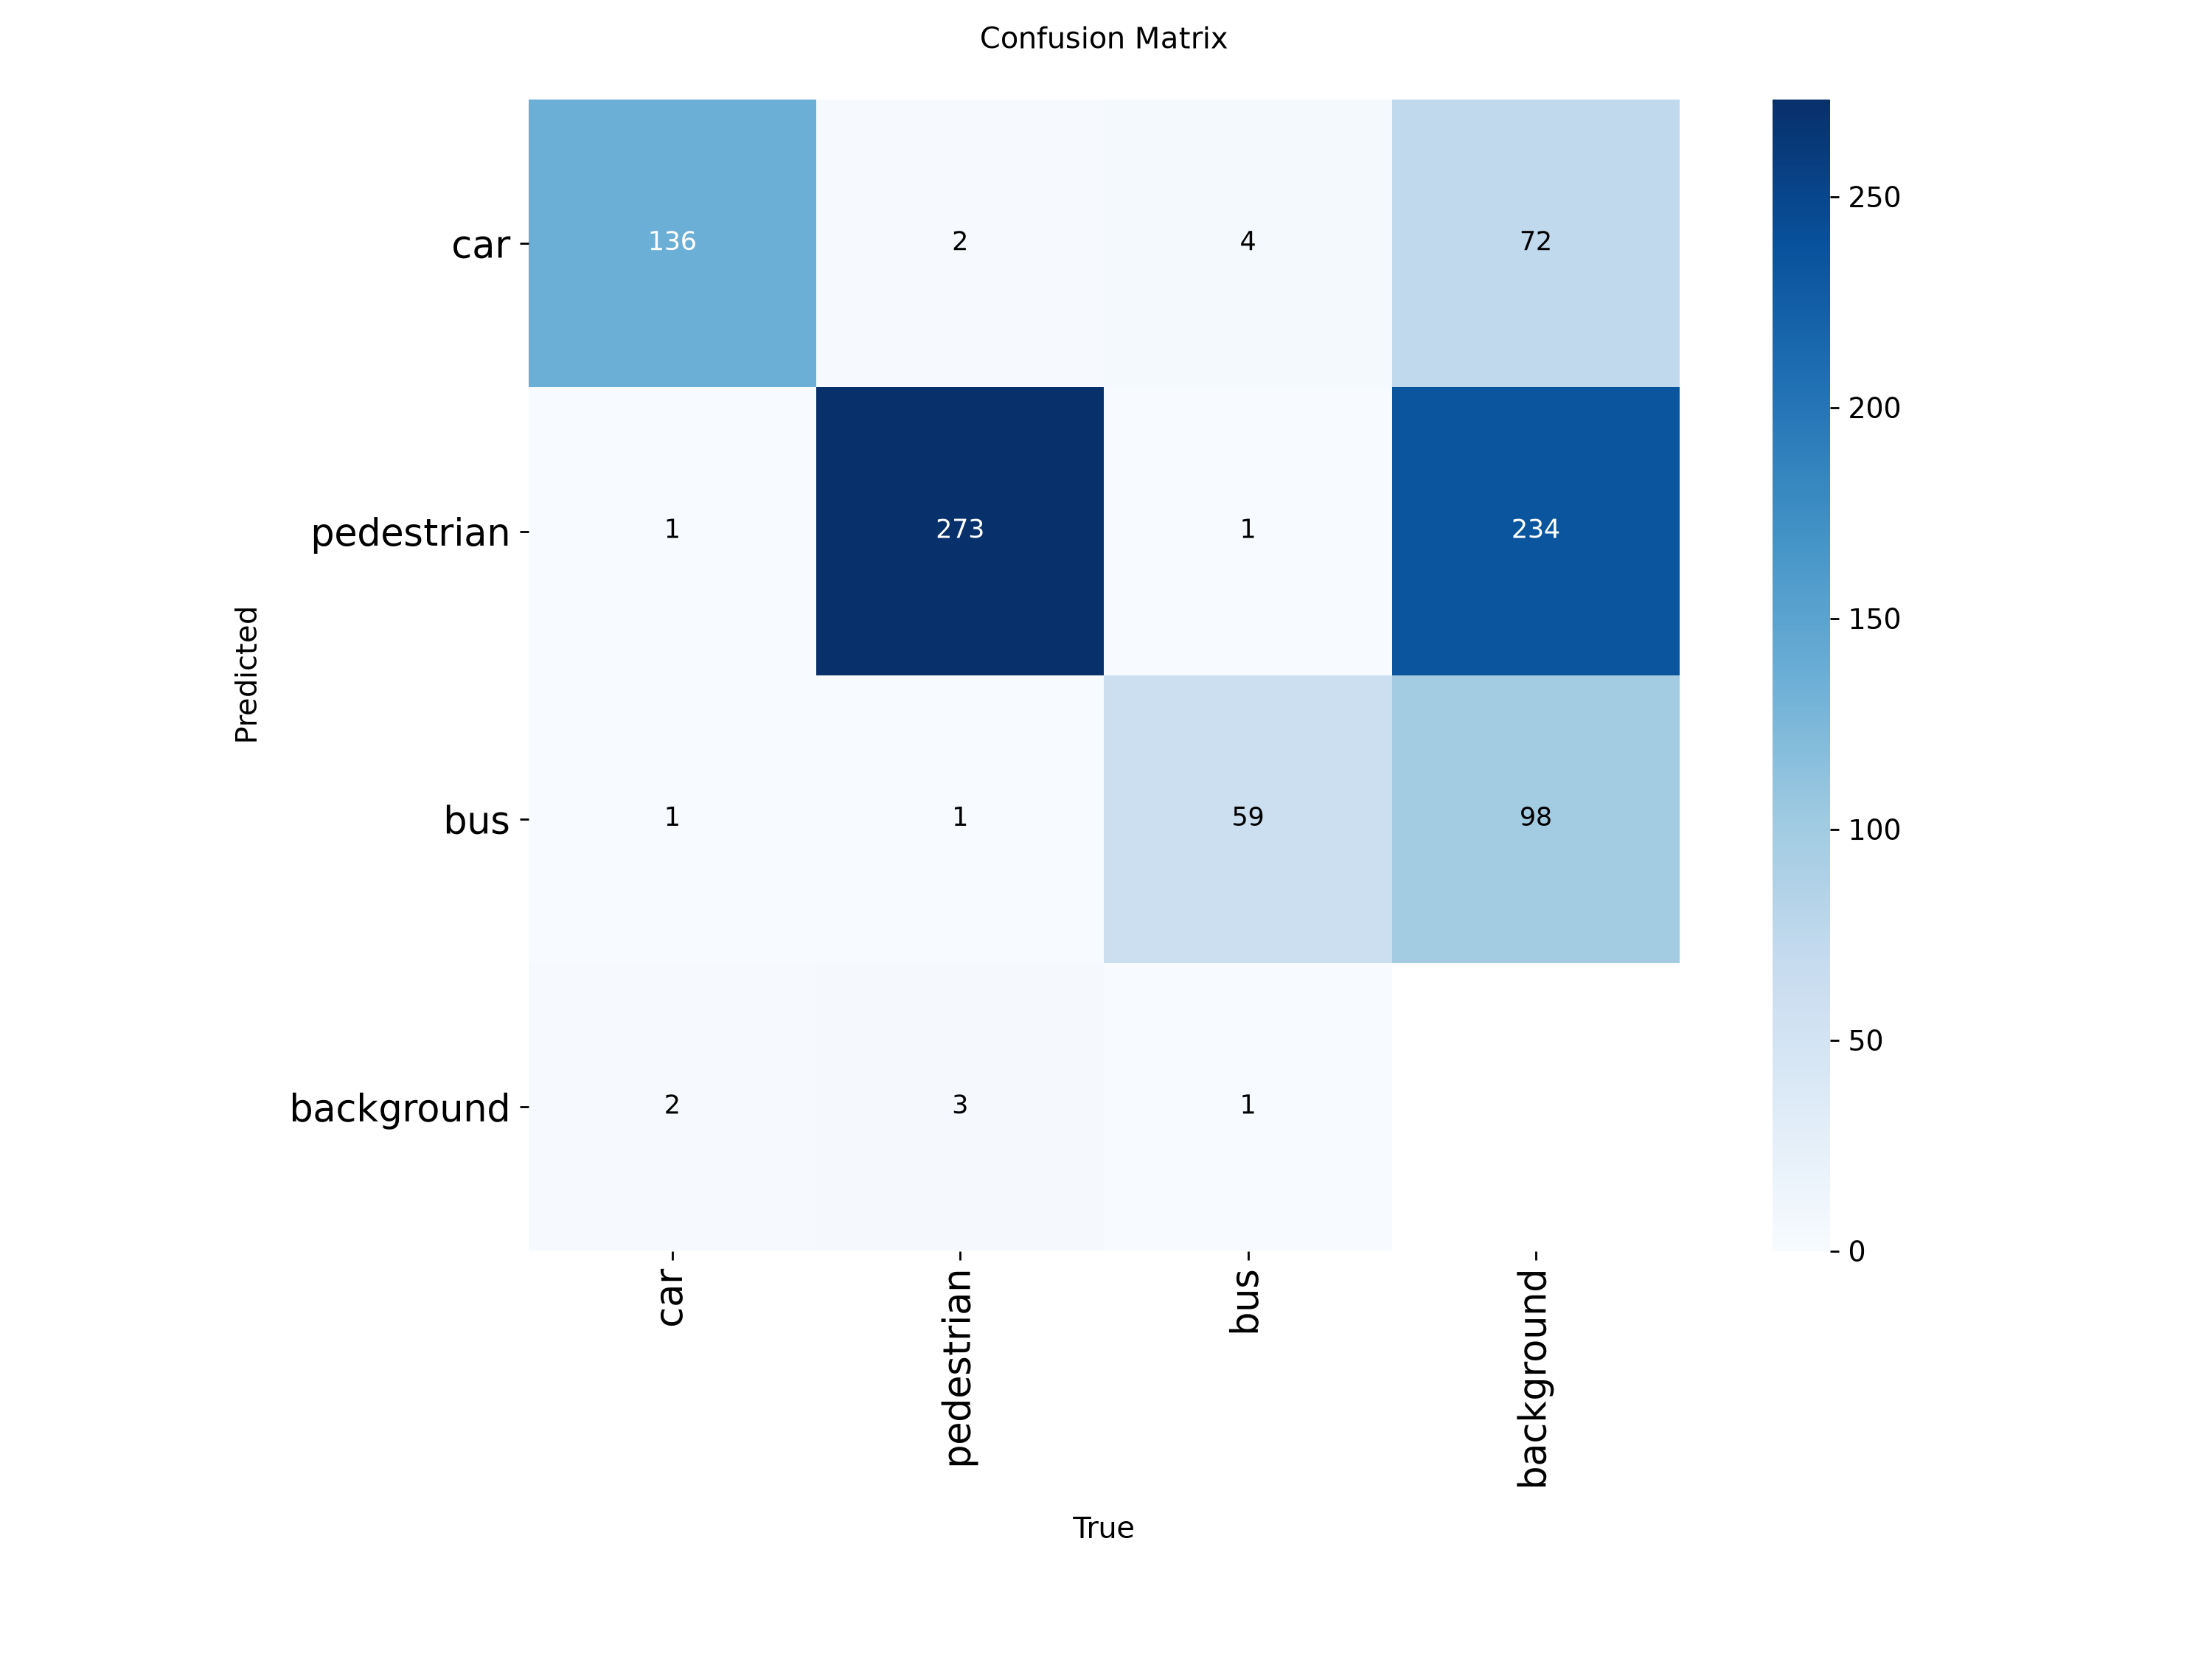 Confusion Matrix
car
136
2
4
72
pedestrian
1
273
1
234
bus
1
1
59
98
background
2
3
1
Predicted
car
pedestrian
bus
background
True
250
200
150
100
50
0